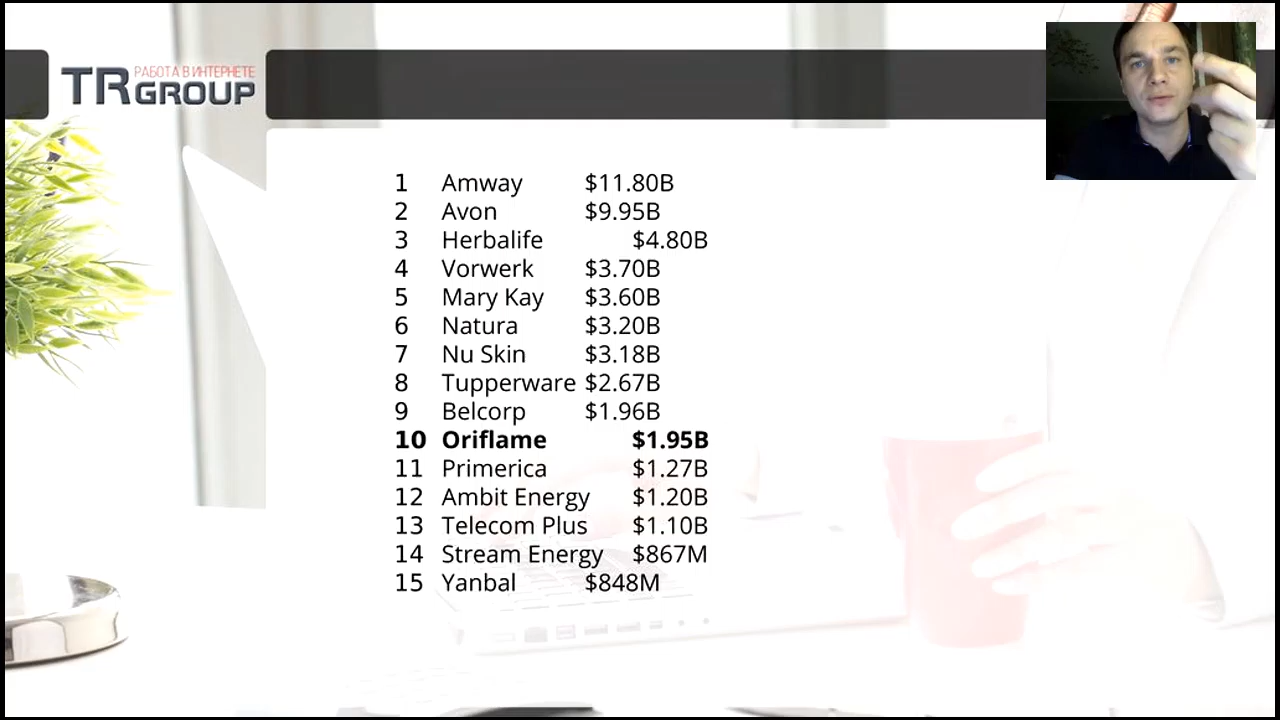 РАБОТА В ИНТЕРНЕТЕ
TRGROUP
1 Amway $11.80B
2 Avon $9.95B
3 Herbalife $4.80B
4 Vorwerk $3.70B
5 Mary Kay $3.60B
6 Natura $3.20B
7 Nu Skin $3.18B
8 Tupperware $2.67B
9 Belcorp $1.96B
10 Oriflame $1.95B
11 Primerica $1.27B
12 Ambit Energy $1.20B
13 Telecom Plus $1.10B
14 Stream Energy $867M
15 Yanbal $848M